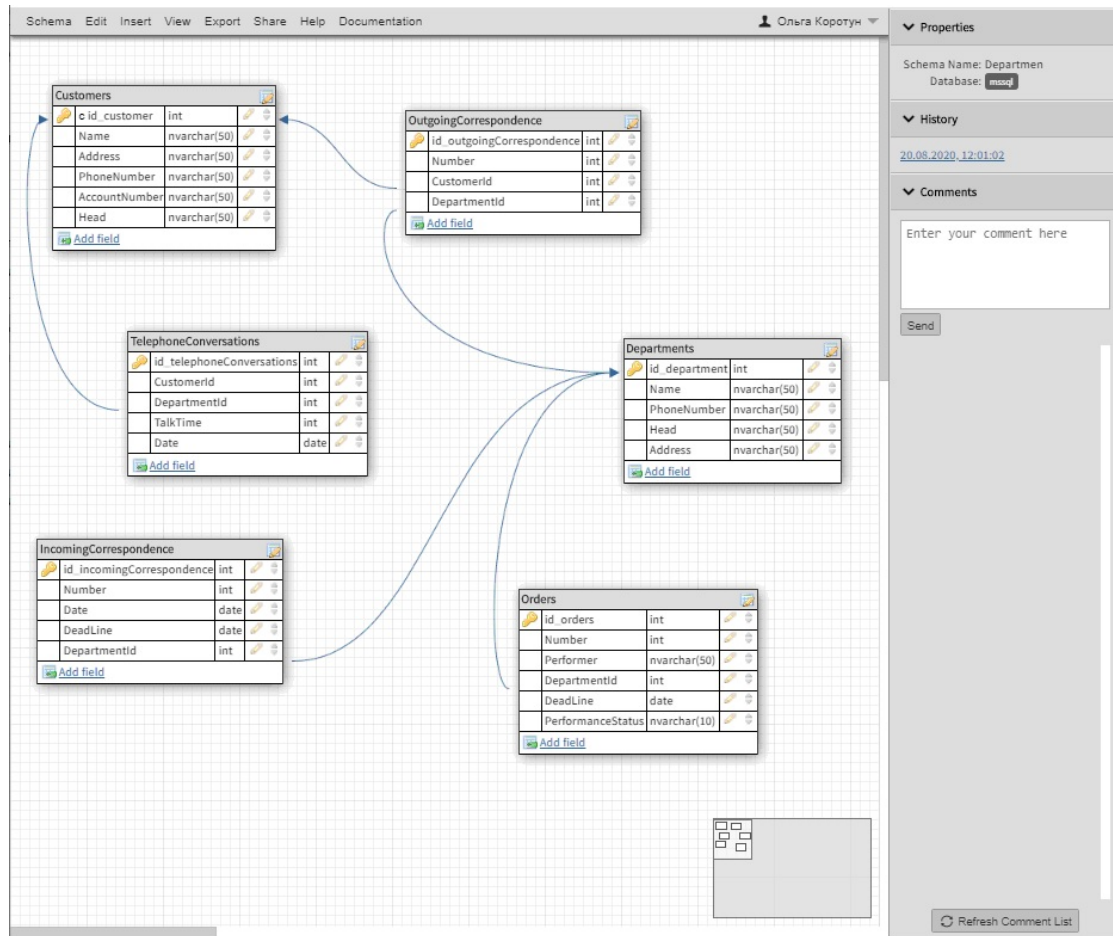 Schema Edit Insert View Export Share Help Documentation Ольга Коротун
Customers
c id_customer int
Name nvarchar(50)
Address nvarchar(50)
PhoneNumber nvarchar(50)
AccountNumber nvarchar(50)
Head nvarchar(50)
Add field
OutgoingCorrespondence
id_outgoingCorrespondence int
Number int
CustomerId int
DepartmentId int
Add field
TelephoneConversations
id_telephoneConversations int
CustomerId int
DepartmentId int
TalkTime int
Date date
Add field
Departments
id_department int
Name nvarchar(50)
PhoneNumber nvarchar(50)
Head nvarchar(50)
Address nvarchar(50)
Add field
IncomingCorrespondence
id_incomingCorrespondence int
Number int
Date date
DeadLine date
DepartmentId int
Add field
Orders
id_orders int
Number int
Performer nvarchar(50)
DepartmentId int
DeadLine date
PerformanceStatus nvarchar(10)
Add field
Properties
Schema Name: Departmen
Database: mssql
History
20.08.2020, 12:01:02
Comments
Enter your comment here
Send
Refresh Comment List